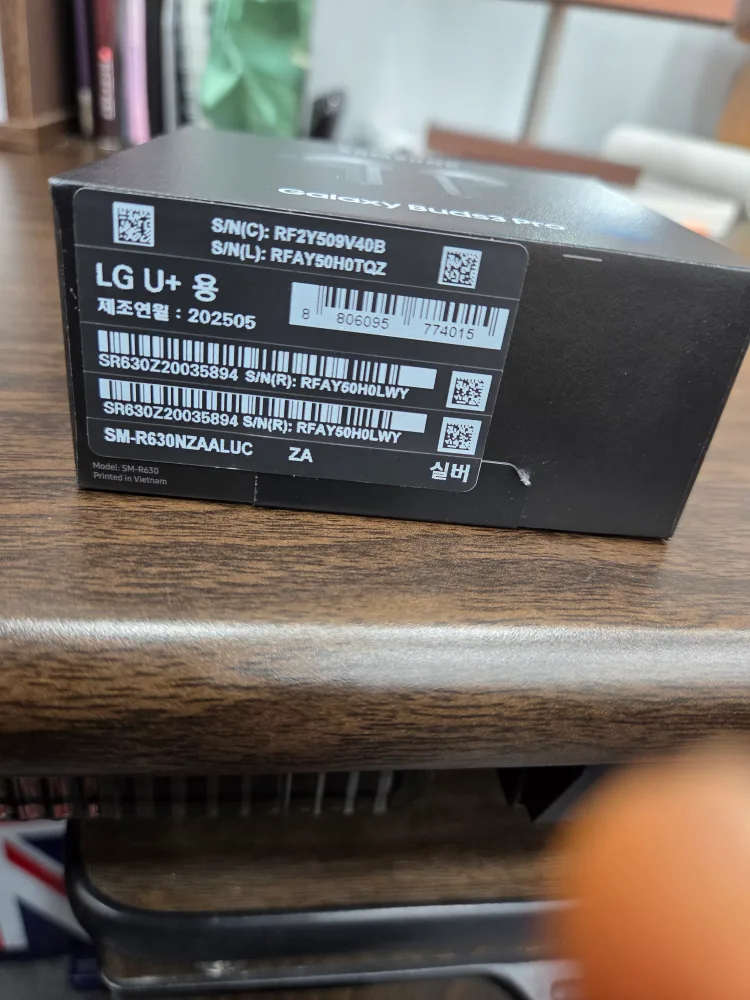 Galaxy Buds3 Pro
S/N(C): RF2Y509V40B
S/N(L): RFAY50H0TQZ
LG U+ 용
제조연월 : 202505
8 806095 774015
SR630Z20035894 S/N(R): RFAY50H0LWY
SR630Z20035894 S/N(R): RFAY50H0LWY
SM-R630NZAALUC ZA
실버
Model: SM-R630
Printed in Vietnam